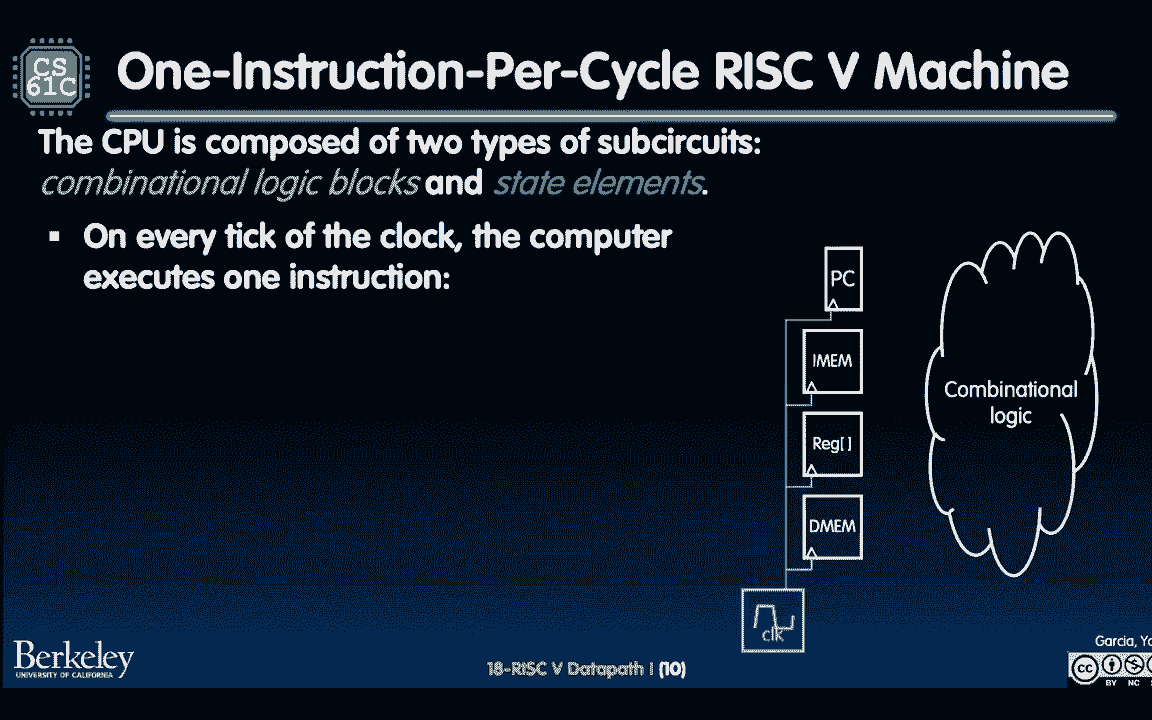 CS
61C
One-Instruction-Per-Cycle RISC V Machine
The CPU is composed of two types of subcircuits:
combinational logic blocks and state elements.
▪ On every tick of the clock, the computer
executes one instruction:
PC
IMEM
Reg[ ]
DMEM
clk
Combinational
logic
Berkeley
UNIVERSITY OF CALIFORNIA
18-RISC V Datapath I (10)
Garcia,
cc
BY NC